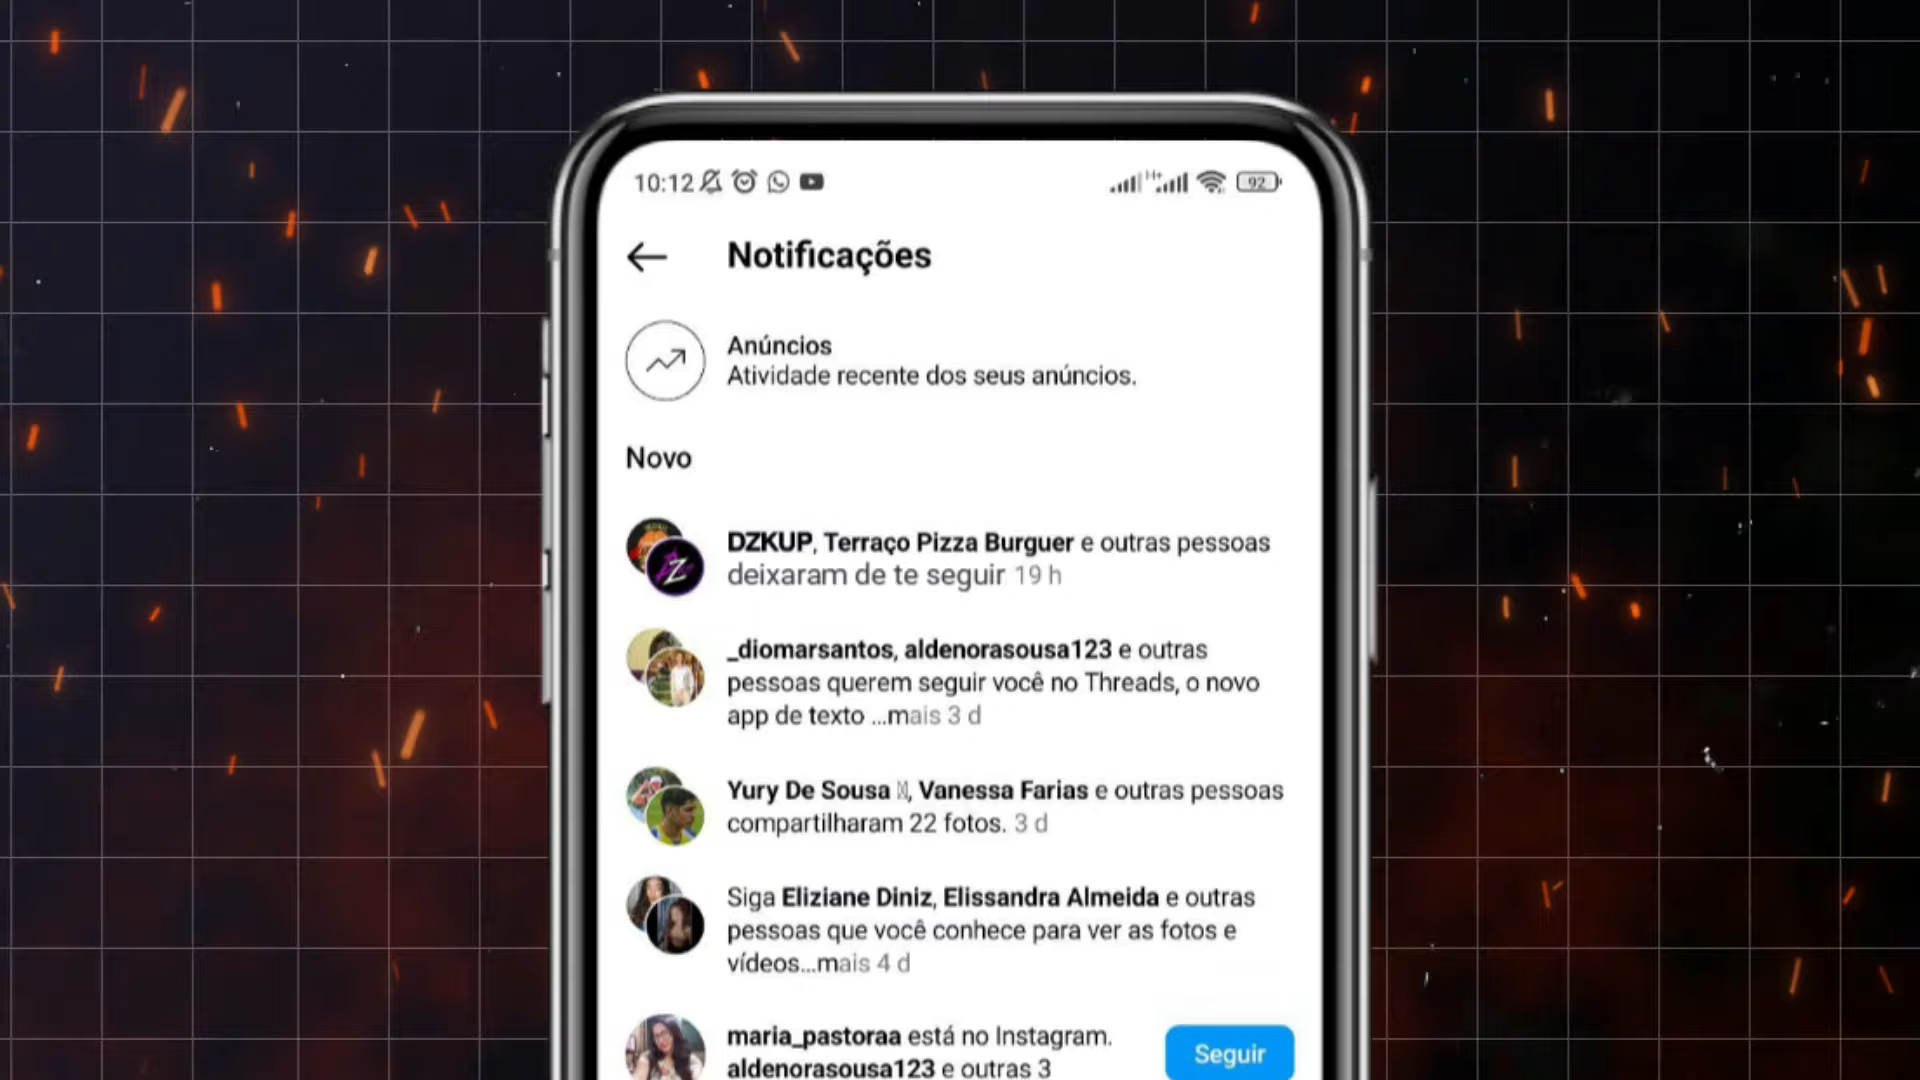 10:12
H+
92
Notificações
Anúncios
Atividade recente dos seus anúncios.
Novo
DZKUP, Terraço Pizza Burguer e outras pessoas
deixaram de te seguir 19 h
_diomarsantos, aldenorasousa123 e outras
pessoas querem seguir você no Threads, o novo
app de texto ...mais 3 d
Yury De Sousa , Vanessa Farias e outras pessoas
compartilharam 22 fotos. 3 d
Siga Eliziane Diniz, Elissandra Almeida e outras
pessoas que você conhece para ver as fotos e
vídeos...mais 4 d
maria_pastoraa está no Instagram.
aldenorasousa123 e outras 3
Seguir